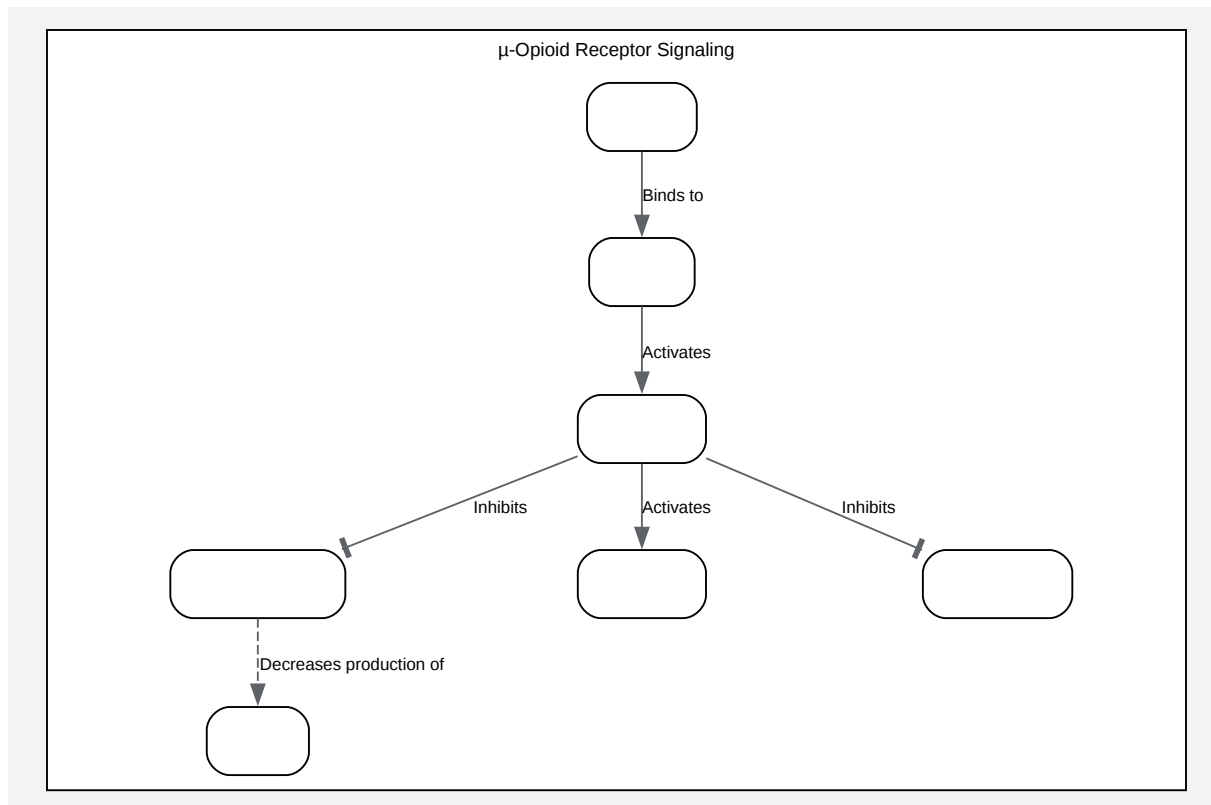 µ-Opioid Receptor Signaling
Binds to
Activates
Inhibits
Activates
Inhibits
Decreases production of